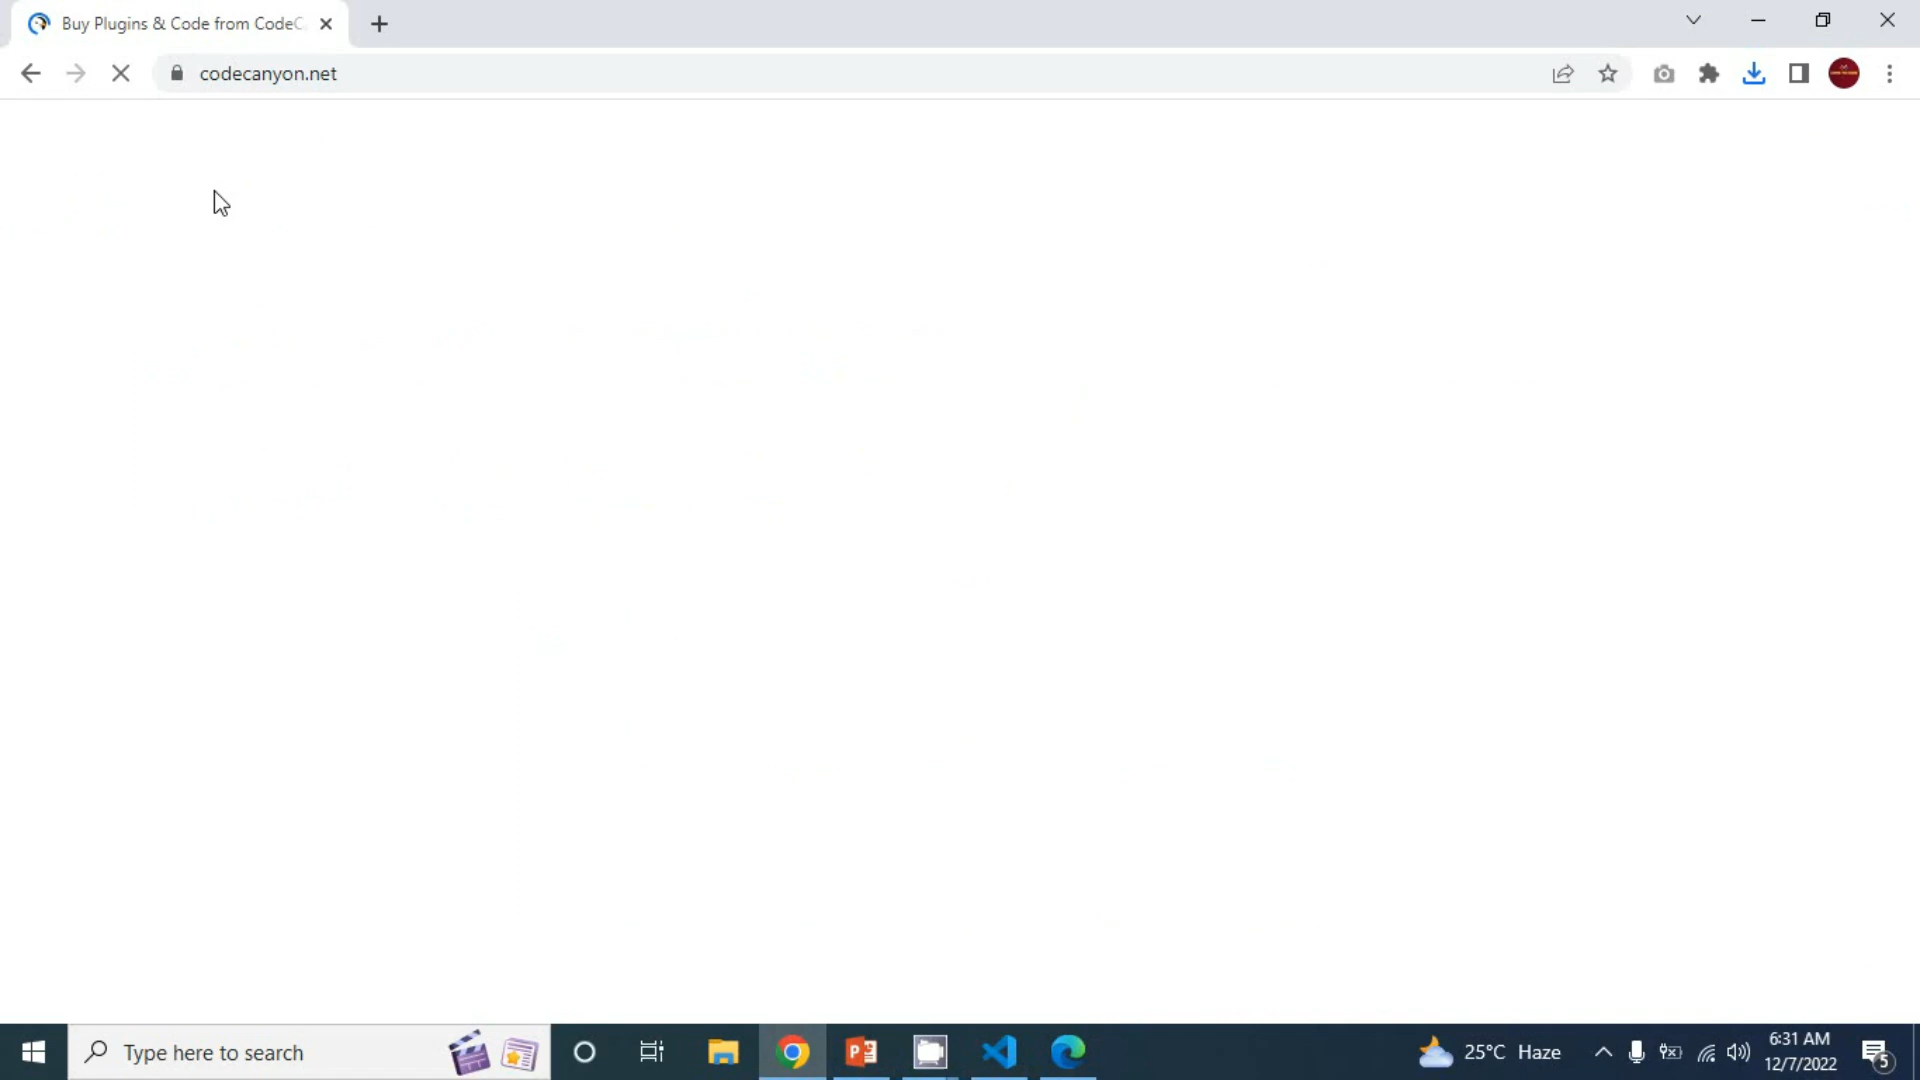 Buy Plugins & Code from CodeC
codecanyon.net
Type here to search
25°C Haze
6:31 AM
12/7/2022
5